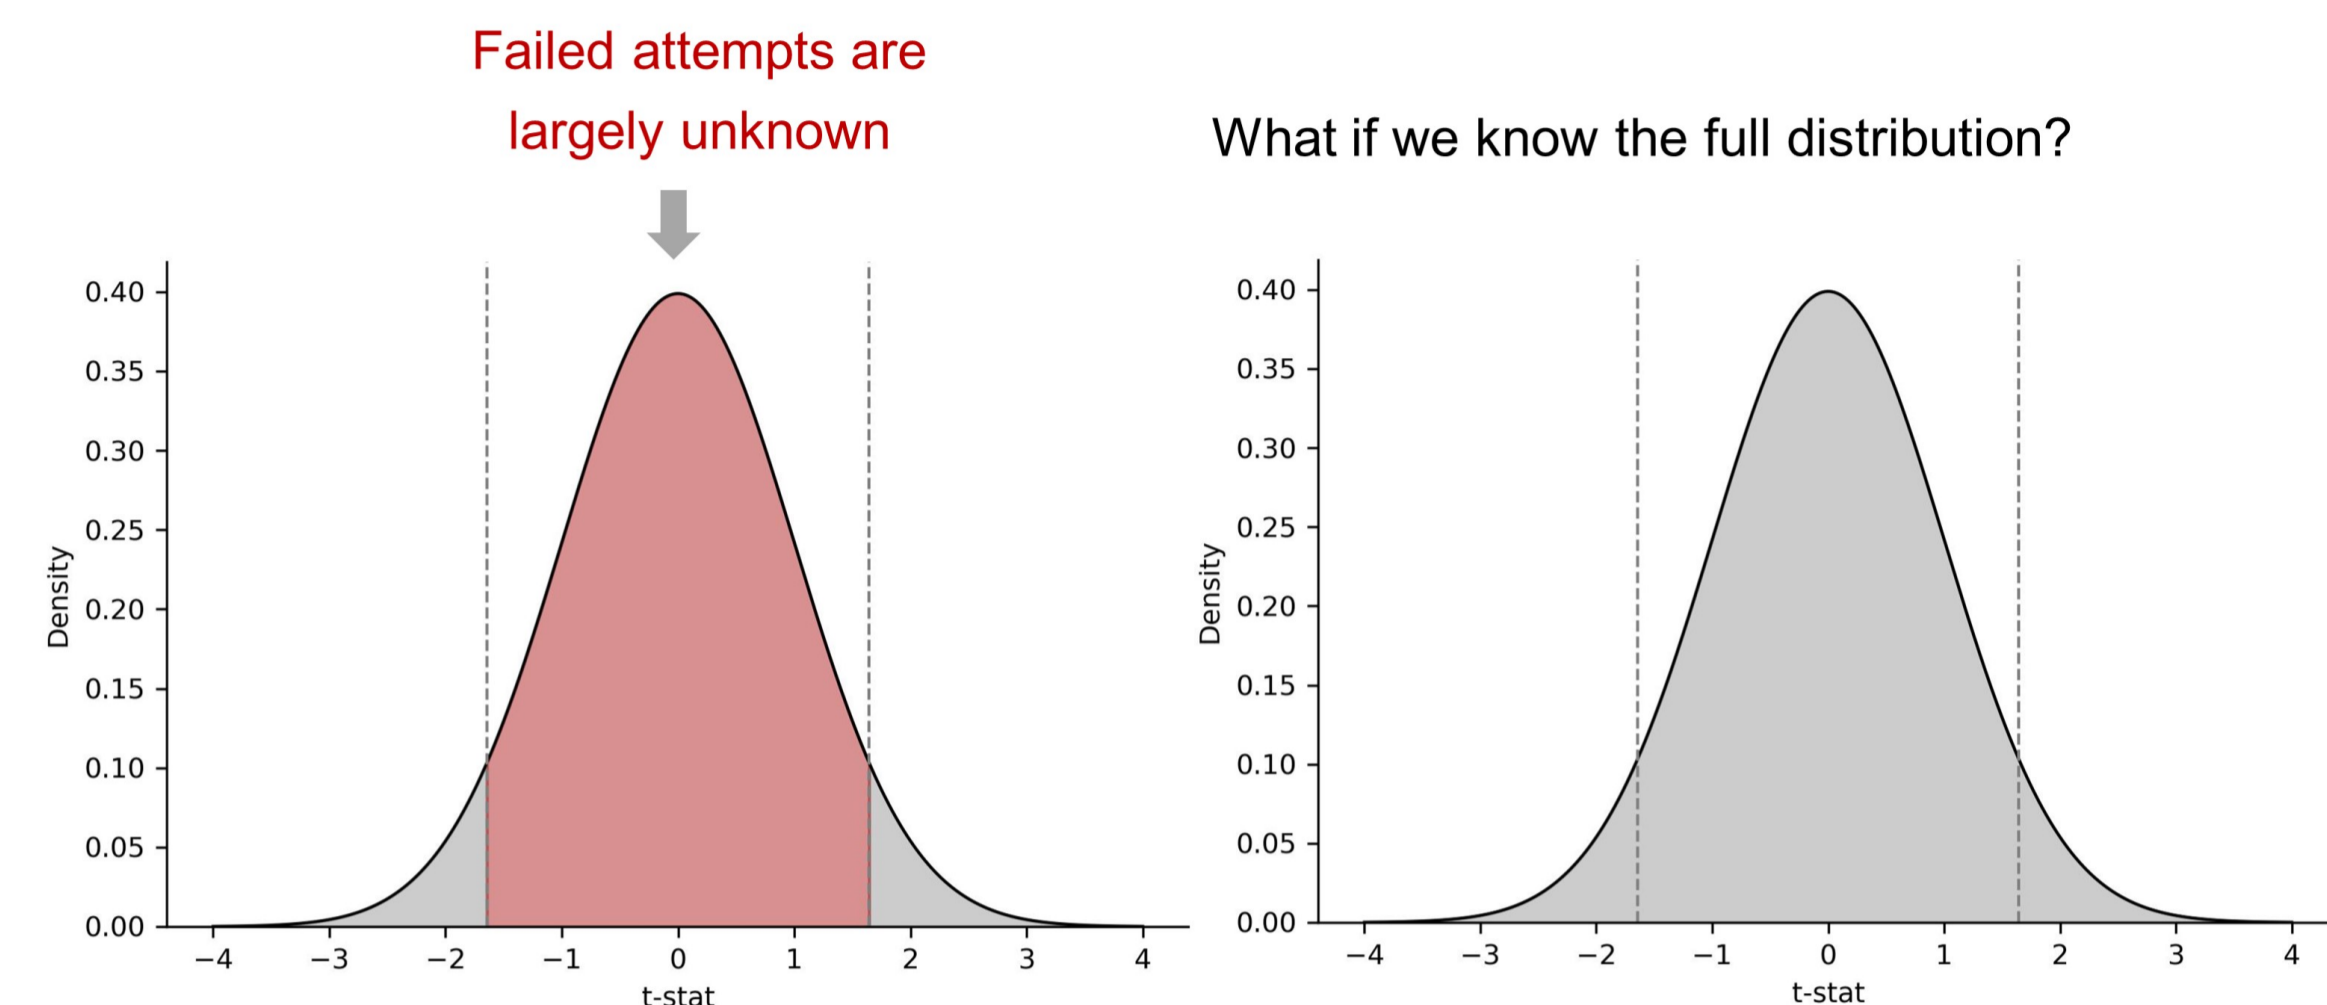 Failed attempts are
largely unknown
What if we know the full distribution?
0.40
0.35
0.30
0.25
0.20
0.15
0.10
0.05
0.00
Density
−4 −3 −2 −1 0 1 2 3 4
t-stat
0.40
0.35
0.30
0.25
0.20
0.15
0.10
0.05
0.00
Density
−4 −3 −2 −1 0 1 2 3 4
t-stat